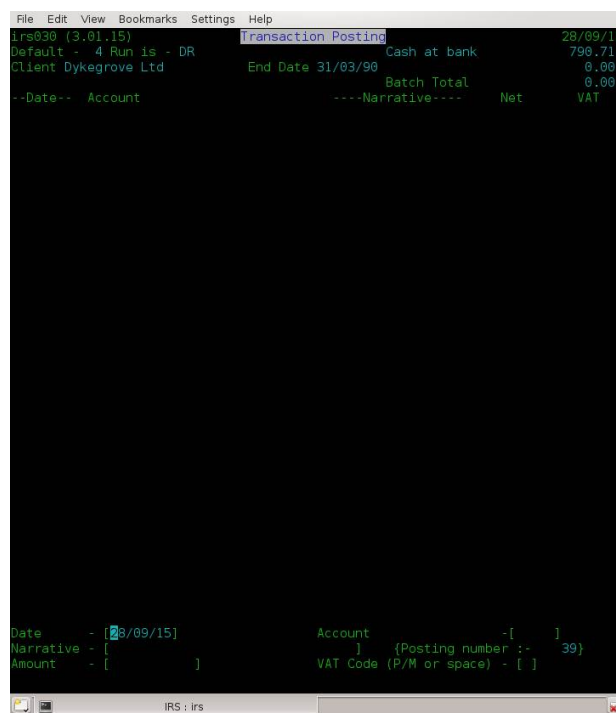 File Edit View Bookmarks Settings Help
irs030 (3.01.15) Transaction Posting 28/09/1
Default - 4 Run is - DR Cash at bank 790.71
Client Dykegrove Ltd End Date 31/03/90 0.00
Batch Total 0.00
--Date-- Account ----Narrative---- Net VAT
Date - [28/09/15] Account -[ ]
Narrative - [ ] {Posting number :- 39}
Amount - [ ] VAT Code (P/M or space) - [ ]
IRS : irs